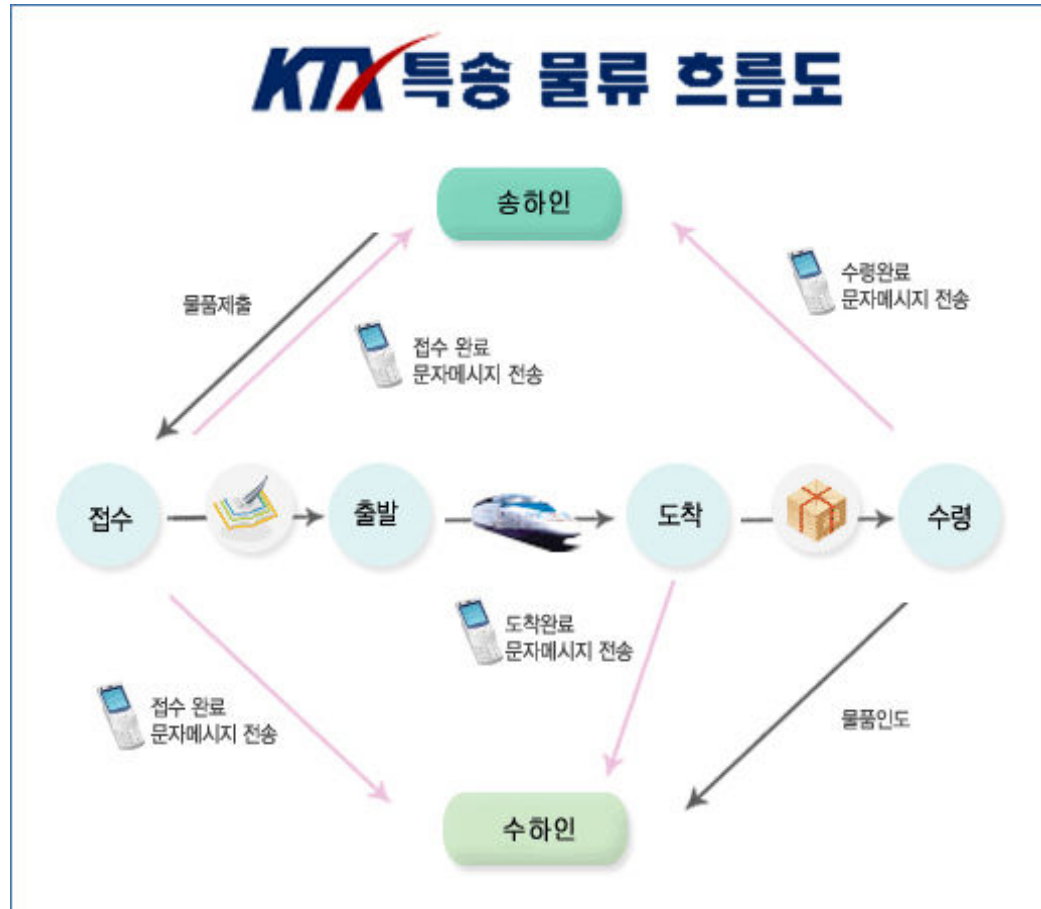 KTX 특송 물류 흐름도
송하인
물품제출
접수 완료
문자메시지 전송
수령완료
문자메시지 전송
접수
출발
도착
수령
도착완료
문자메시지 전송
접수 완료
문자메시지 전송
물품인도
수하인